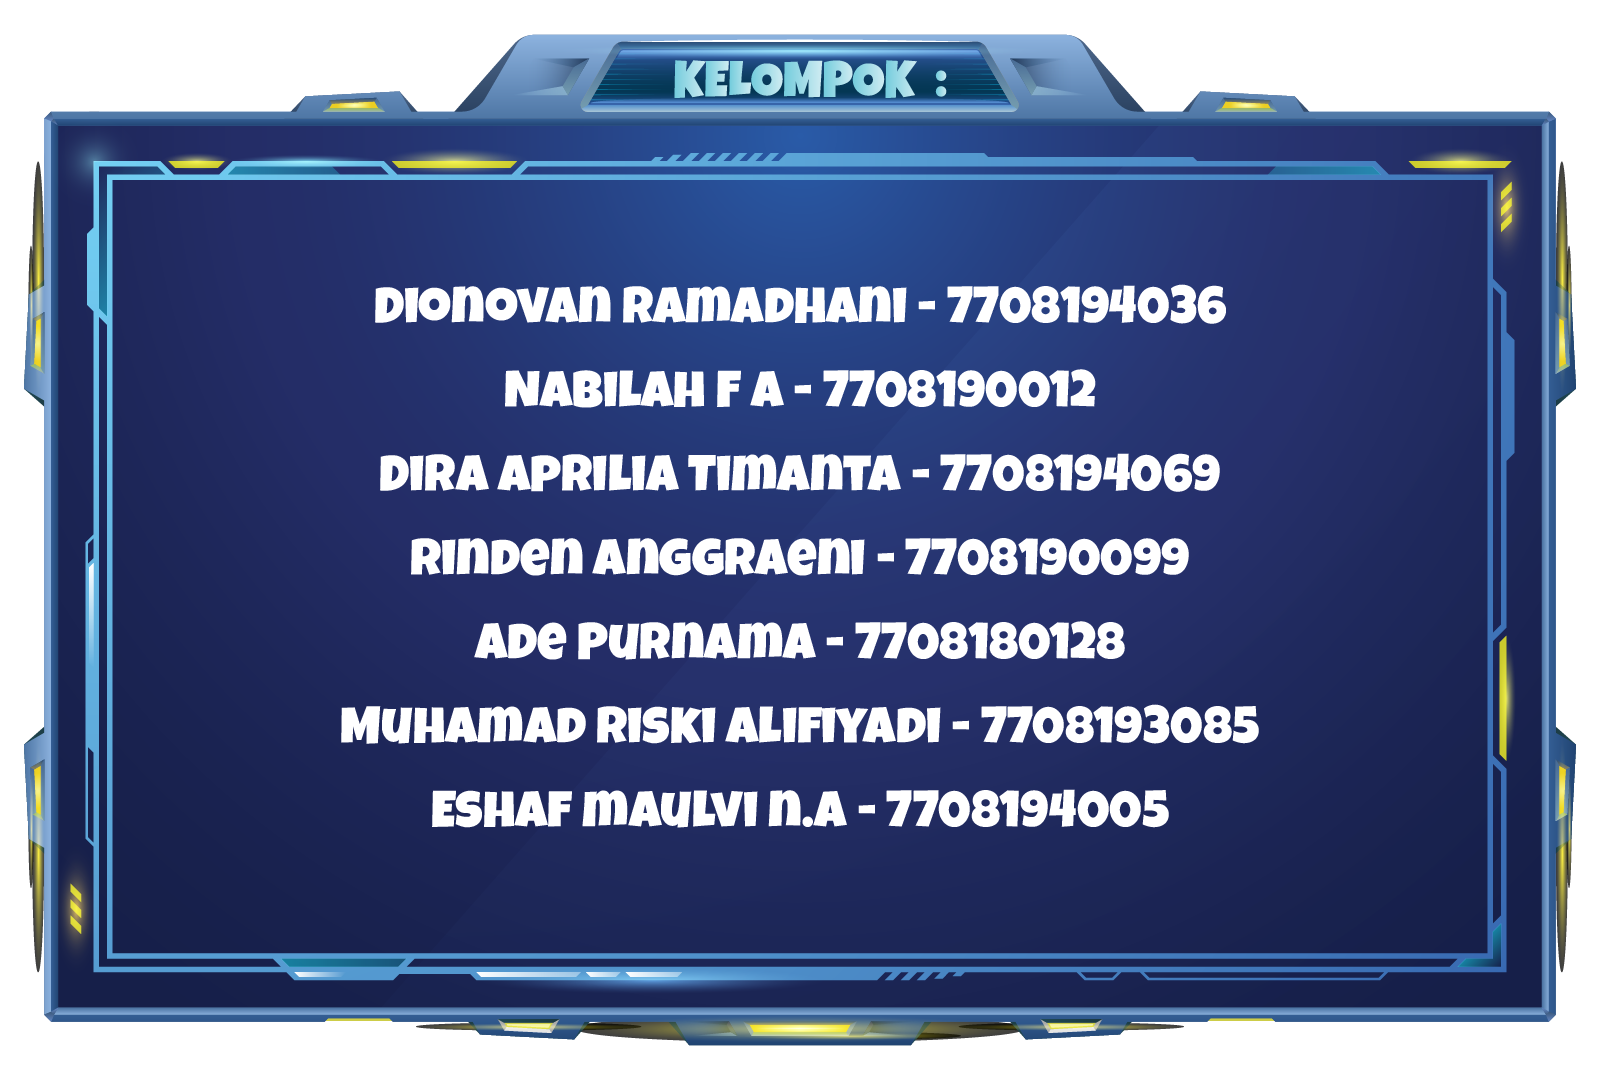 KELOMPOK :
DIONOVAN RAMADHANI - 7708194036
NABILAH F A - 7708190012
DIRA APRILIA TIMANTA - 7708194069
RINDEN ANGGRAENI - 7708190099
ADE PURNAMA - 7708180128
MUHAMAD RISKI ALIFIYADI - 7708193085
ESHAF MAULVI N.A - 7708194005